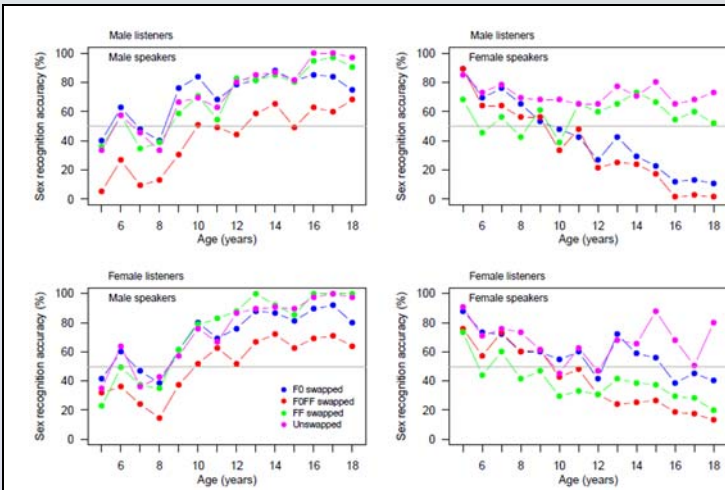 Male listeners
Male speakers
Sex recognition accuracy (%)
100
80
60
40
20
0
6 8 10 12 14 16 18
Age (years)
Male listeners
Female speakers
Sex recognition accuracy (%)
100
80
60
40
20
0
6 8 10 12 14 16 18
Age (years)
Female listeners
Male speakers
Sex recognition accuracy (%)
100
80
60
40
20
0
F0 swapped
F0FF swapped
FF swapped
Unswapped
6 8 10 12 14 16 18
Age (years)
Female listeners
Female speakers
Sex recognition accuracy (%)
100
80
60
40
20
0
6 8 10 12 14 16 18
Age (years)